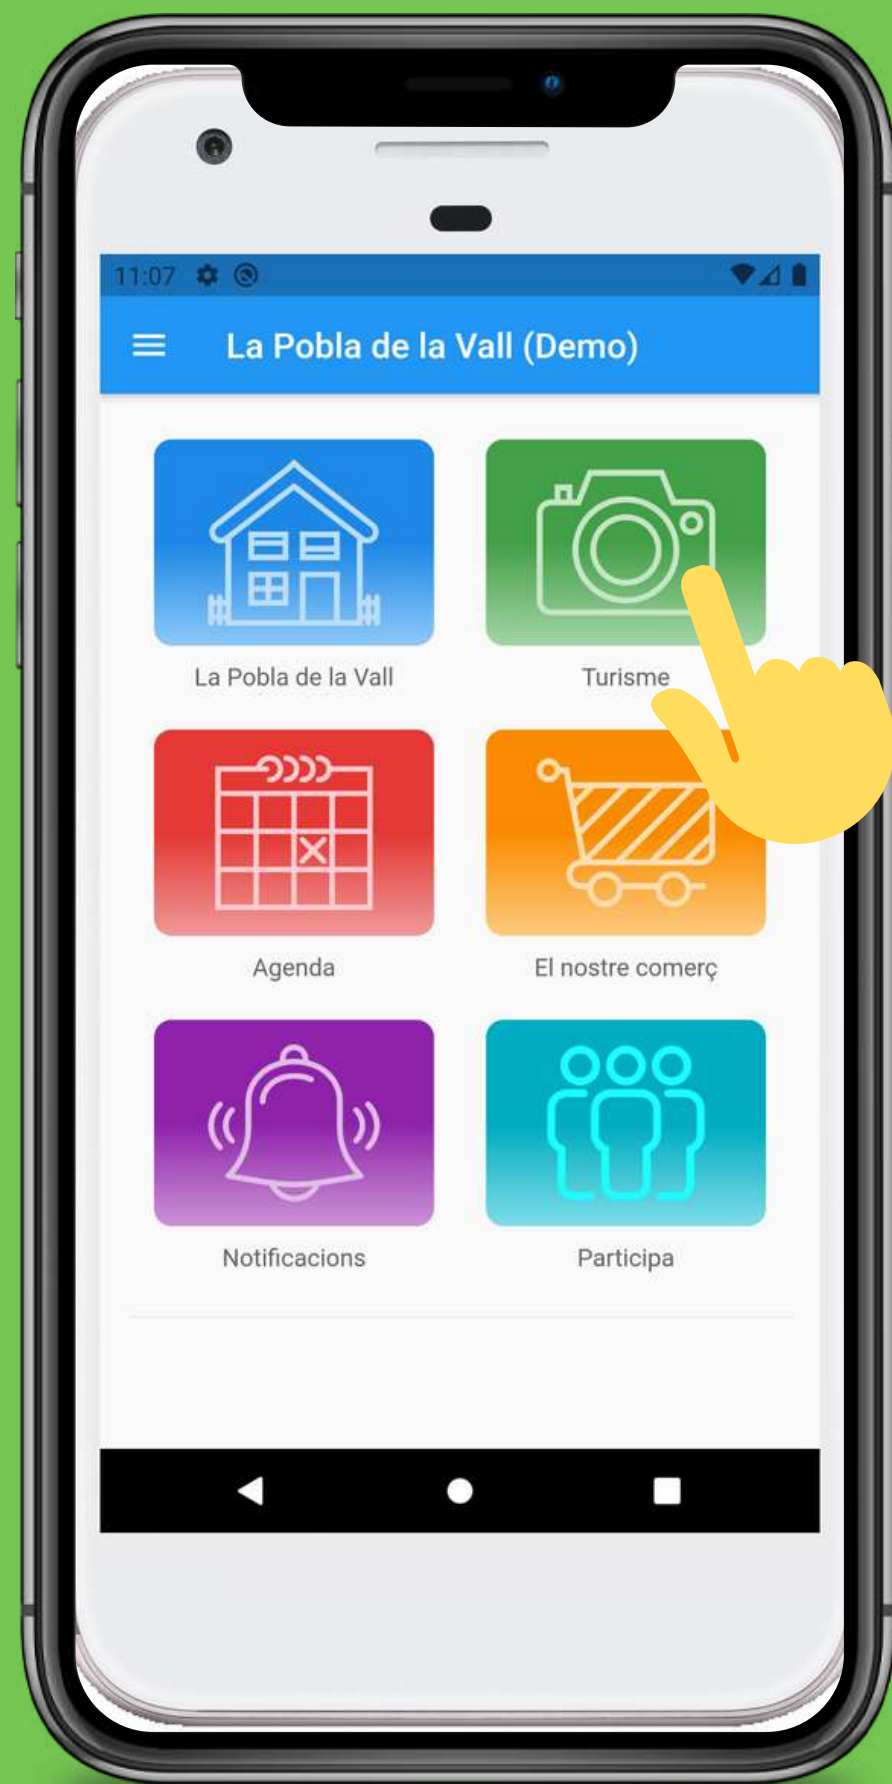 11:07
La Pobla de la Vall (Demo)
La Pobla de la Vall
Turisme
Agenda
El nostre comerç
Notificacions
Participa